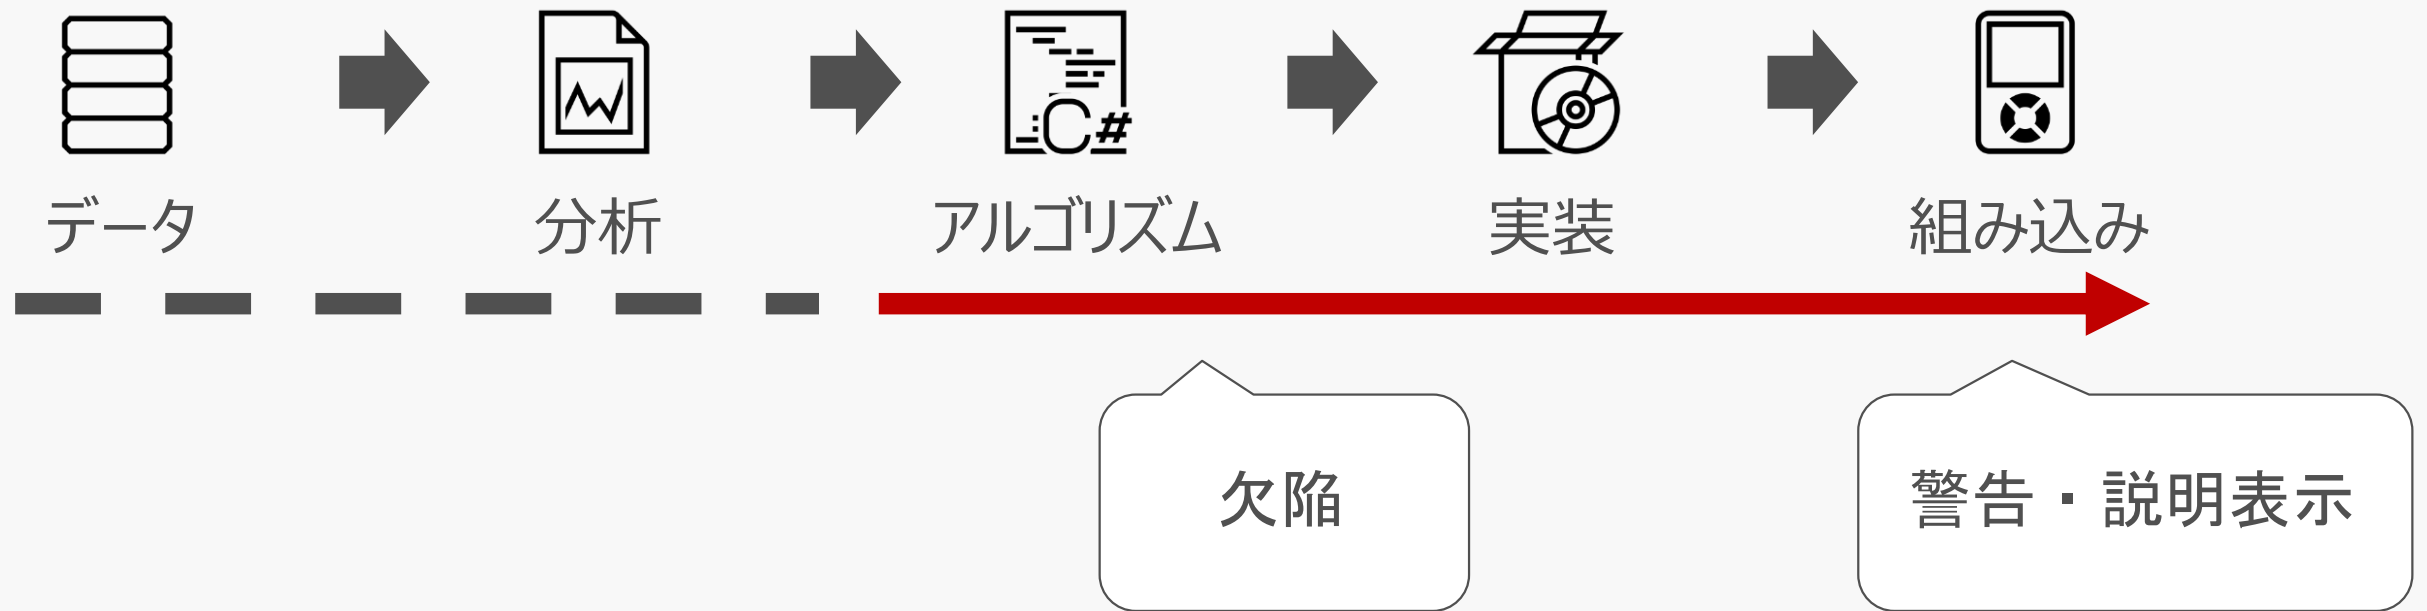 データ
分析
C#
アルゴリズム
実装
組み込み
欠陥
警告・説明表示